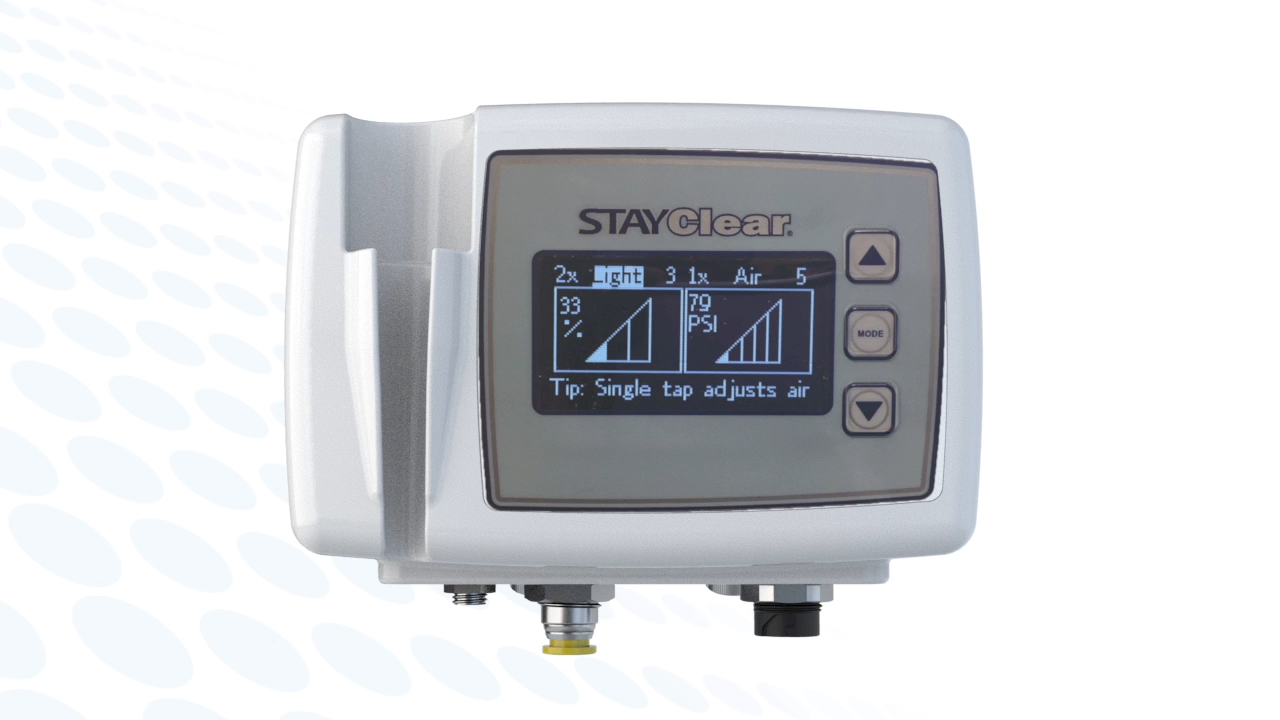 STAYClear®
2x Light 3 1x Air 5
33
%
79
PSI
Tip: Single tap adjusts air
MODE